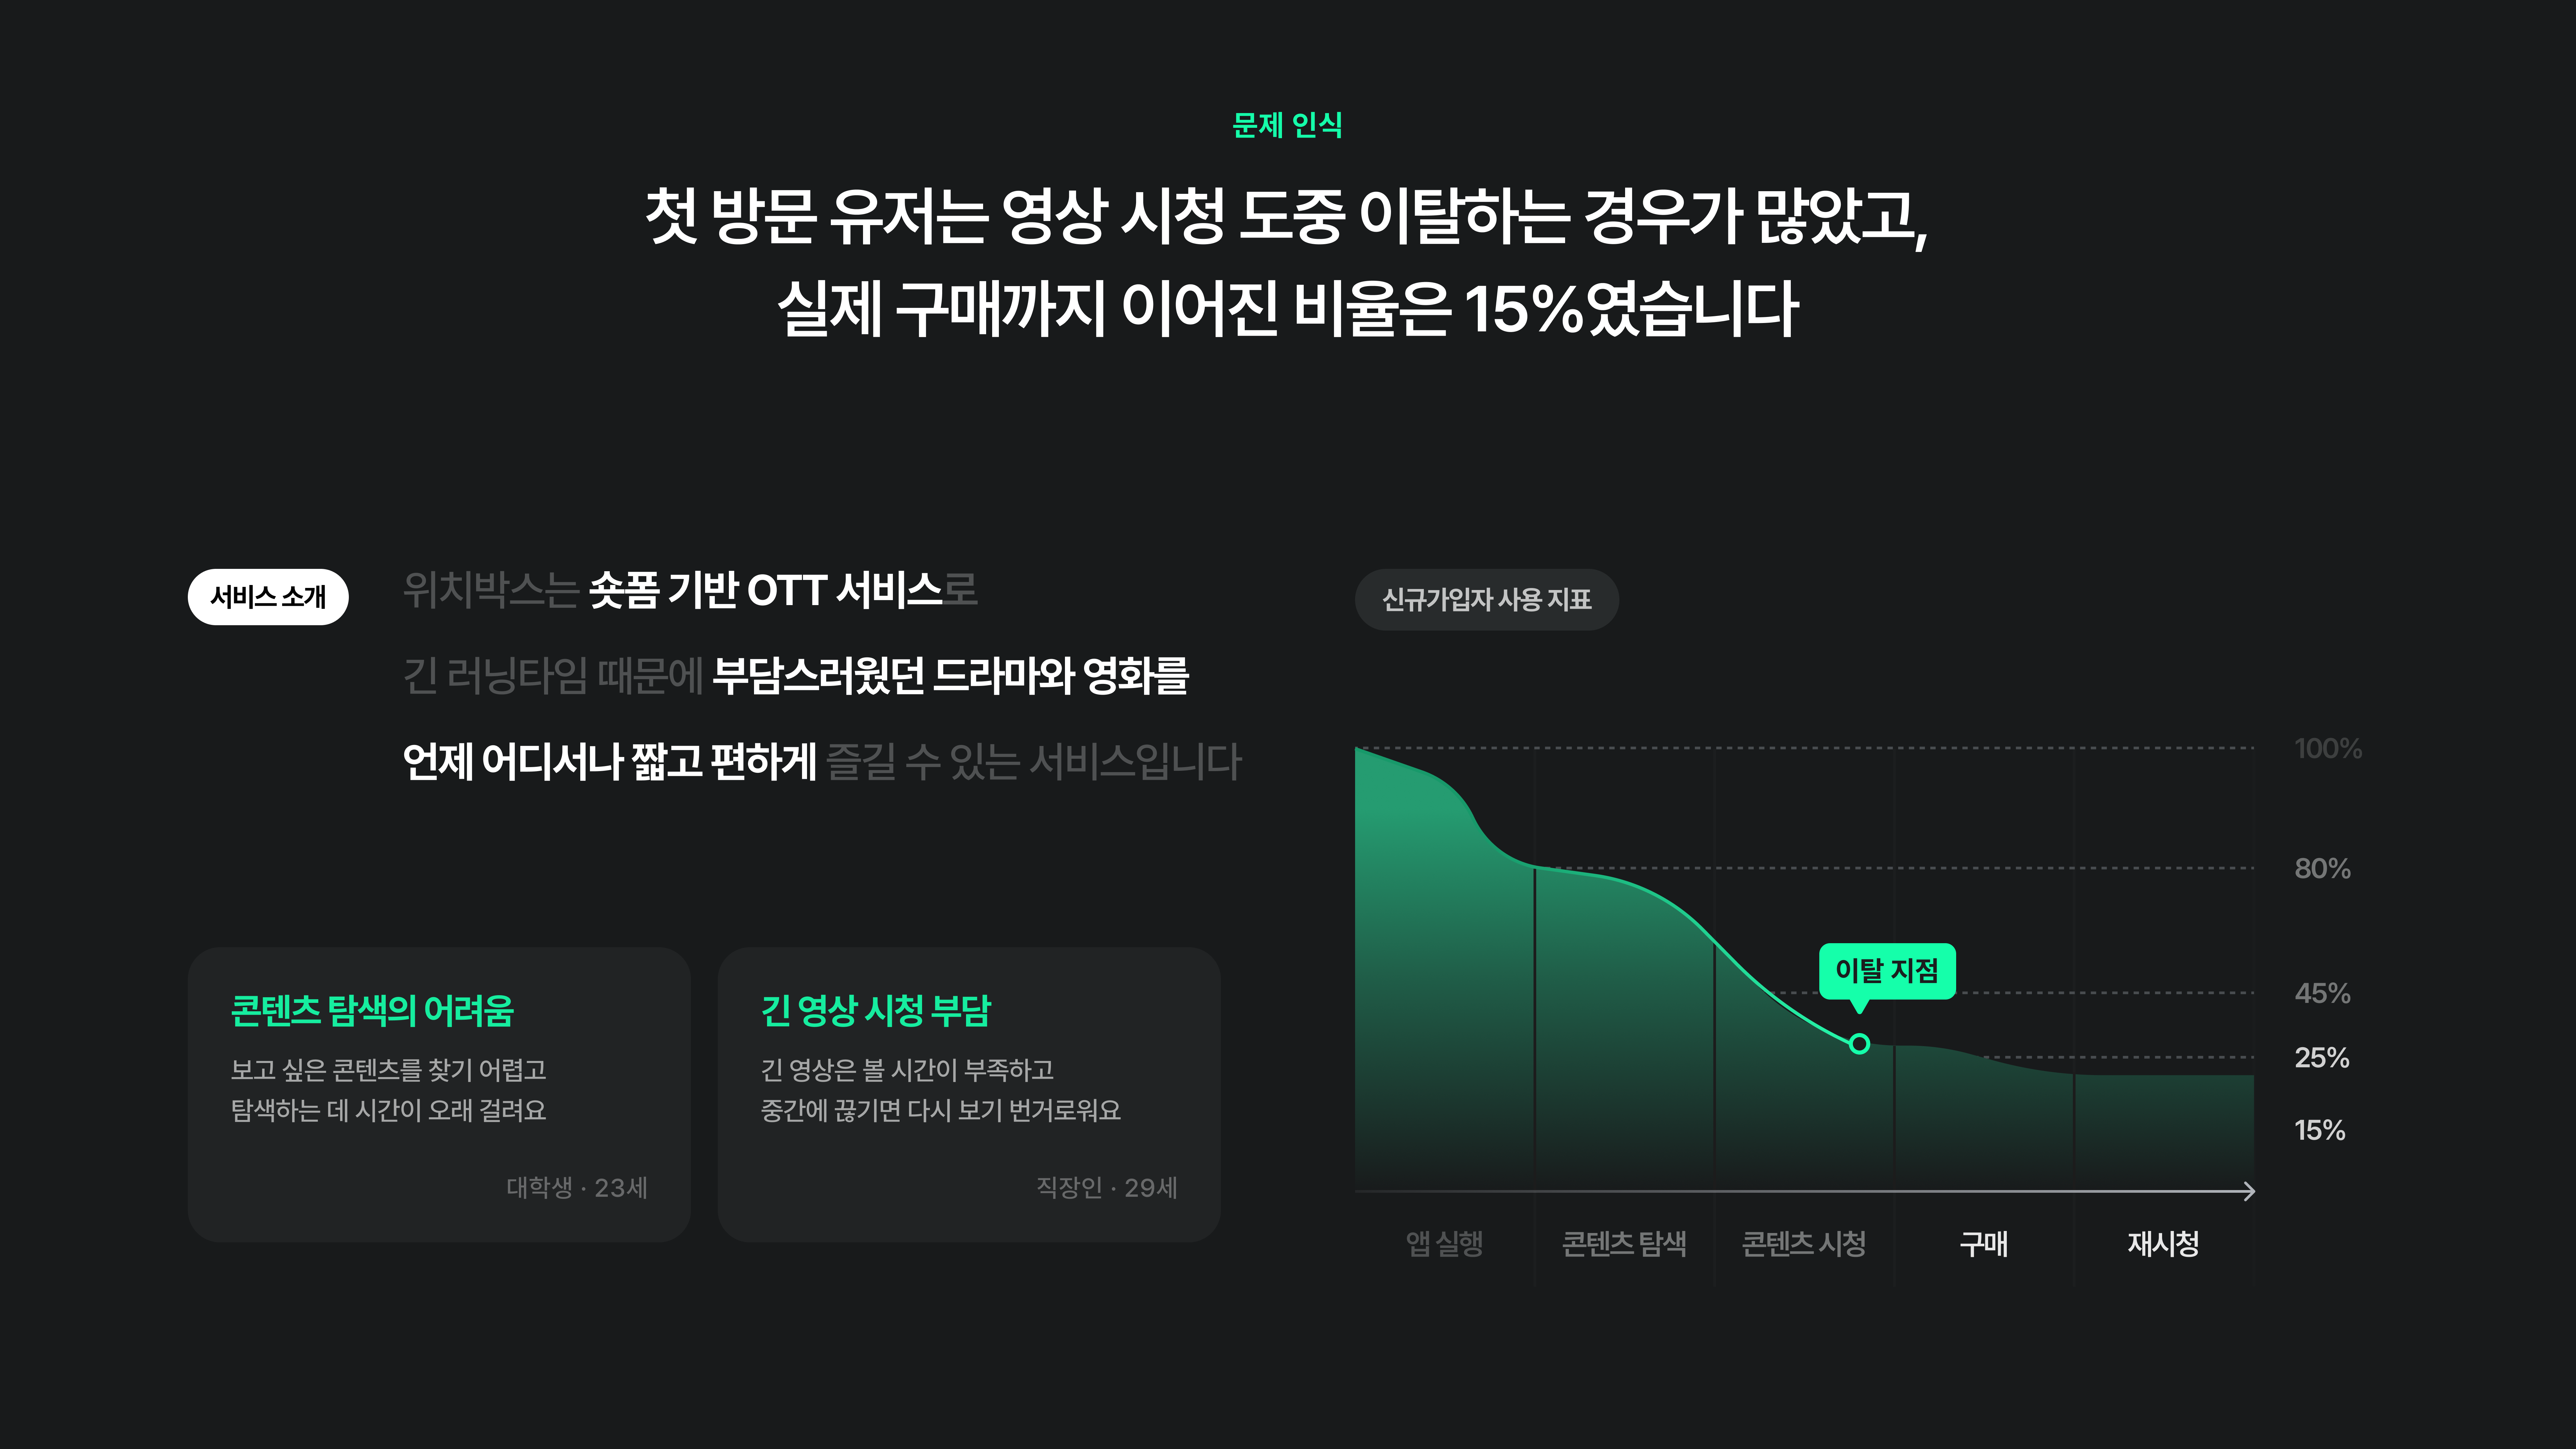 문제 인식
첫 방문 유저는 영상 시청 도중 이탈하는 경우가 많았고,
실제 구매까지 이어진 비율은 15%였습니다
서비스 소개
위치박스는 숏폼 기반 OTT 서비스로
긴 러닝타임 때문에 부담스러웠던 드라마와 영화를
언제 어디서나 짧고 편하게 즐길 수 있는 서비스입니다
콘텐츠 탐색의 어려움
보고 싶은 콘텐츠를 찾기 어렵고
탐색하는 데 시간이 오래 걸려요
대학생 · 23세
긴 영상 시청 부담
긴 영상은 볼 시간이 부족하고
중간에 끊기면 다시 보기 번거로워요
직장인 · 29세
신규가입자 사용 지표
100%
80%
이탈 지점
45%
25%
15%
앱 실행
콘텐츠 탐색
콘텐츠 시청
구매
재시청